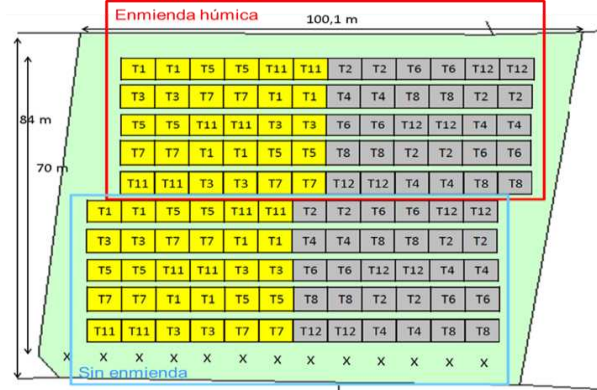 Enmienda húmica
100,1 m
T1 T1 T5 T5 T11 T11 T2 T2 T6 T6 T12 T12
T3 T3 T7 T7 T1 T1 T4 T4 T8 T8 T2 T2
84 m
T5 T5 T11 T11 T3 T3 T6 T6 T12 T12 T4 T4
T7 T7 T1 T1 T5 T5 T8 T8 T2 T2 T6 T6
70 m
T11 T11 T3 T3 T7 T7 T12 T12 T4 T4 T8 T8
T1 T1 T5 T5 T11 T11 T2 T2 T6 T6 T12 T12
T3 T3 T7 T7 T1 T1 T4 T4 T8 T8 T2 T2
T5 T5 T11 T11 T3 T3 T6 T6 T12 T12 T4 T4
T7 T7 T1 T1 T5 T5 T8 T8 T2 T2 T6 T6
T11 T11 T3 T3 T7 T7 T12 T12 T4 T4 T8 T8
X X X X X X X X X X X X X
Sin enmienda